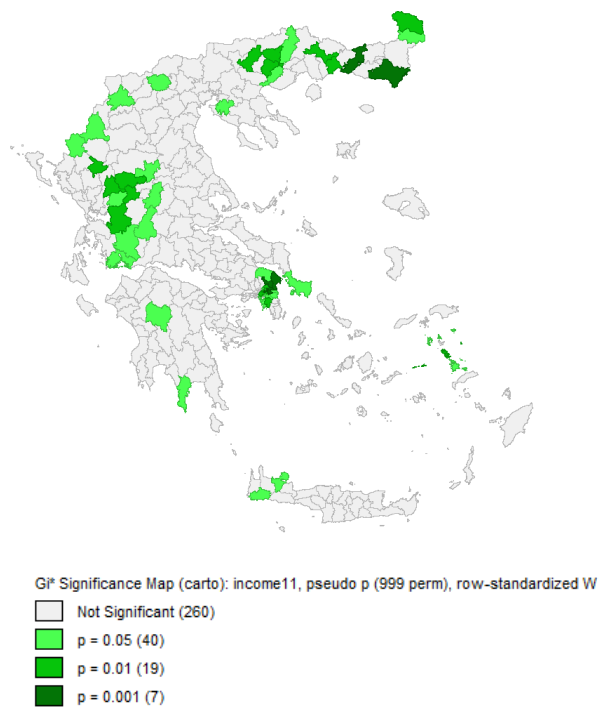 Gi* Significance Map (carto): income11, pseudo p (999 perm), row-standardized W
Not Significant (260)
p = 0.05 (40)
p = 0.01 (19)
p = 0.001 (7)